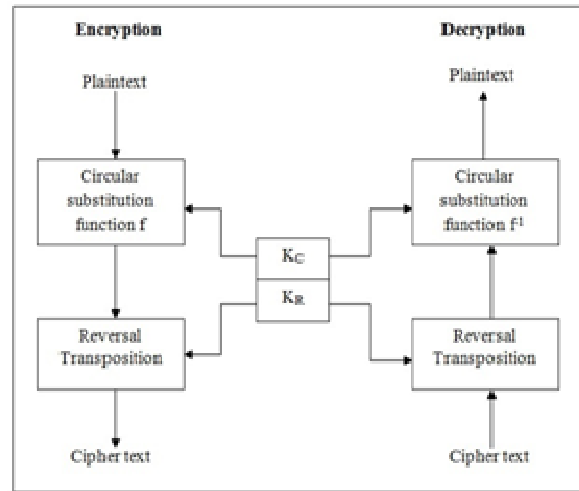 Encryption
Decryption
Plaintext
Plaintext
Circular
substitution
function f
Circular
substitution
function f-1
KC
KR
Reversal
Transposition
Reversal
Transposition
Cipher text
Cipher text